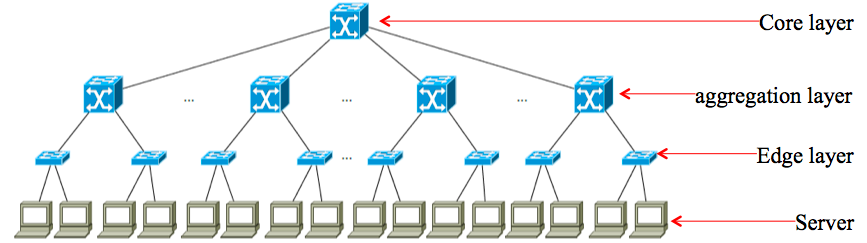 Core layer
... ... ... aggregation layer
... Edge layer
Server